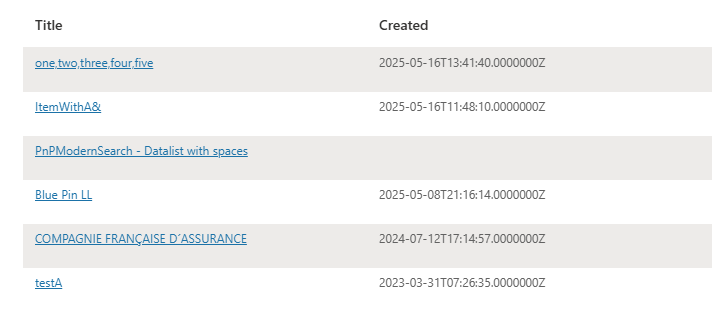 Title Created
one,two,three,four,five 2025-05-16T13:41:40.0000000Z
ItemWithA& 2025-05-16T11:48:10.0000000Z
PnPModernSearch - Datalist with spaces
Blue Pin LL 2025-05-08T21:16:14.0000000Z
COMPAGNIE FRANÇAISE D´ASSURANCE 2024-07-12T17:14:57.0000000Z
testA 2023-03-31T07:26:35.0000000Z